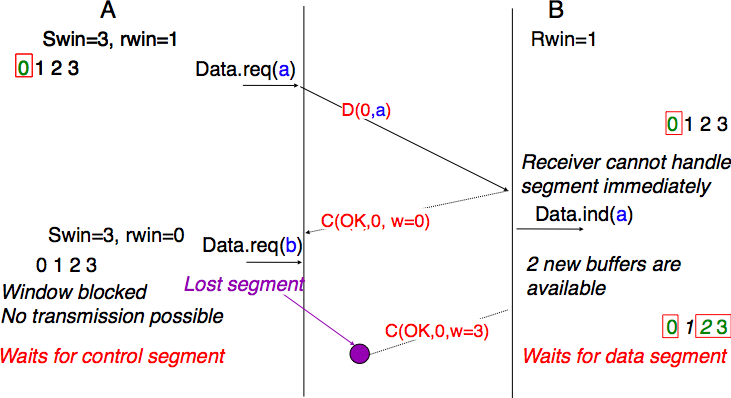 A
B
Swin=3, rwin=1
Rwin=1
0 1 2 3
Data.req(a)
D(0,a)
0 1 2 3
Receiver cannot handle
segment immediately
C(OK,0, w=0)
Data.ind(a)
Swin=3, rwin=0
Data.req(b)
0 1 2 3
2 new buffers are
available
Window blocked
No transmission possible
Lost segment
C(OK,0,w=3)
0 1 2 3
Waits for control segment
Waits for data segment